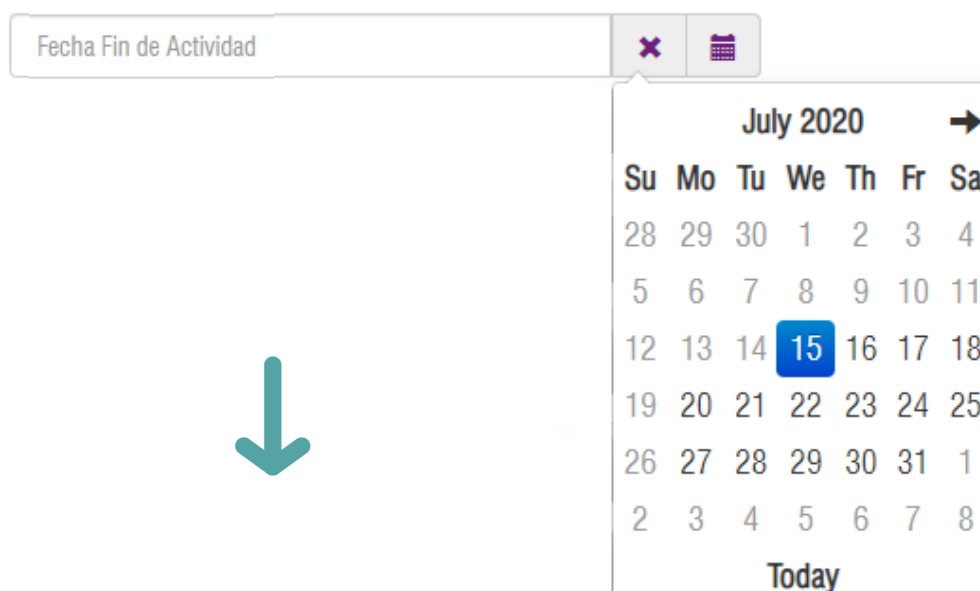 Fecha Fin de Actividad
July 2020
Su Mo Tu We Th Fr Sa
28 29 30 1 2 3 4
5 6 7 8 9 10 11
12 13 14 15 16 17 18
19 20 21 22 23 24 25
26 27 28 29 30 31 1
2 3 4 5 6 7 8
Today